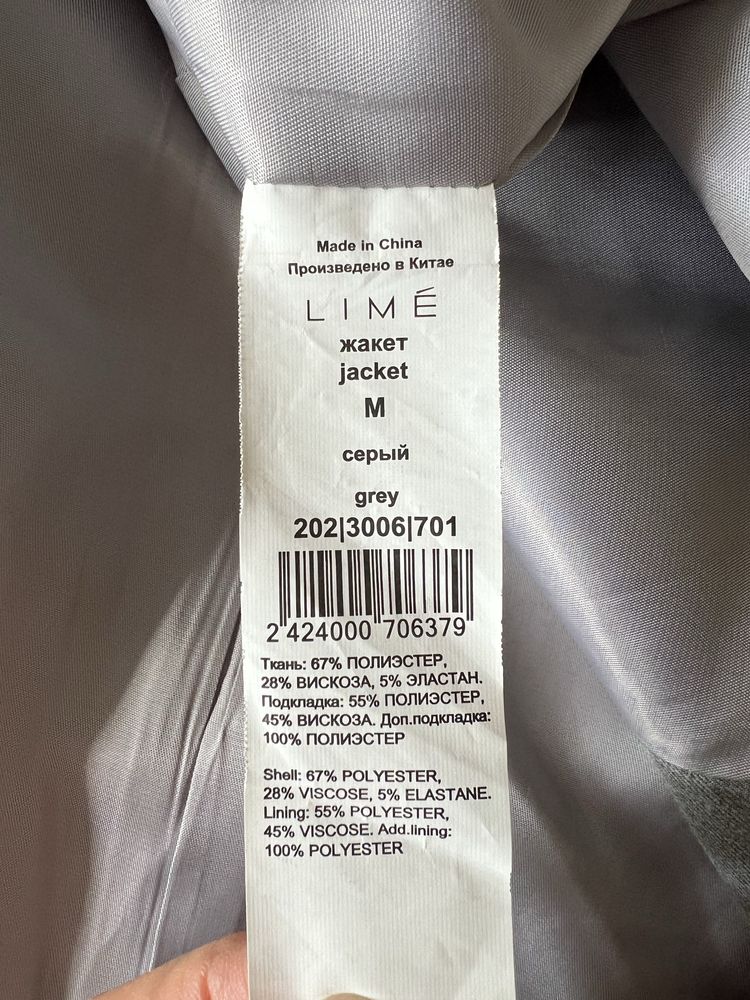 Made in China
Произведено в Китае
LIMÉ
жакет
jacket
M
серый
grey
202|3006|701
2 424000 706379
Ткань: 67% ПОЛИЭСТЕР,
28% ВИСКОЗА, 5% ЭЛАСТАН.
Подкладка: 55% ПОЛИЭСТЕР,
45% ВИСКОЗА. Доп.подкладка:
100% ПОЛИЭСТЕР
Shell: 67% POLYESTER,
28% VISCOSE, 5% ELASTANE.
Lining: 55% POLYESTER,
45% VISCOSE. Add.lining:
100% POLYESTER